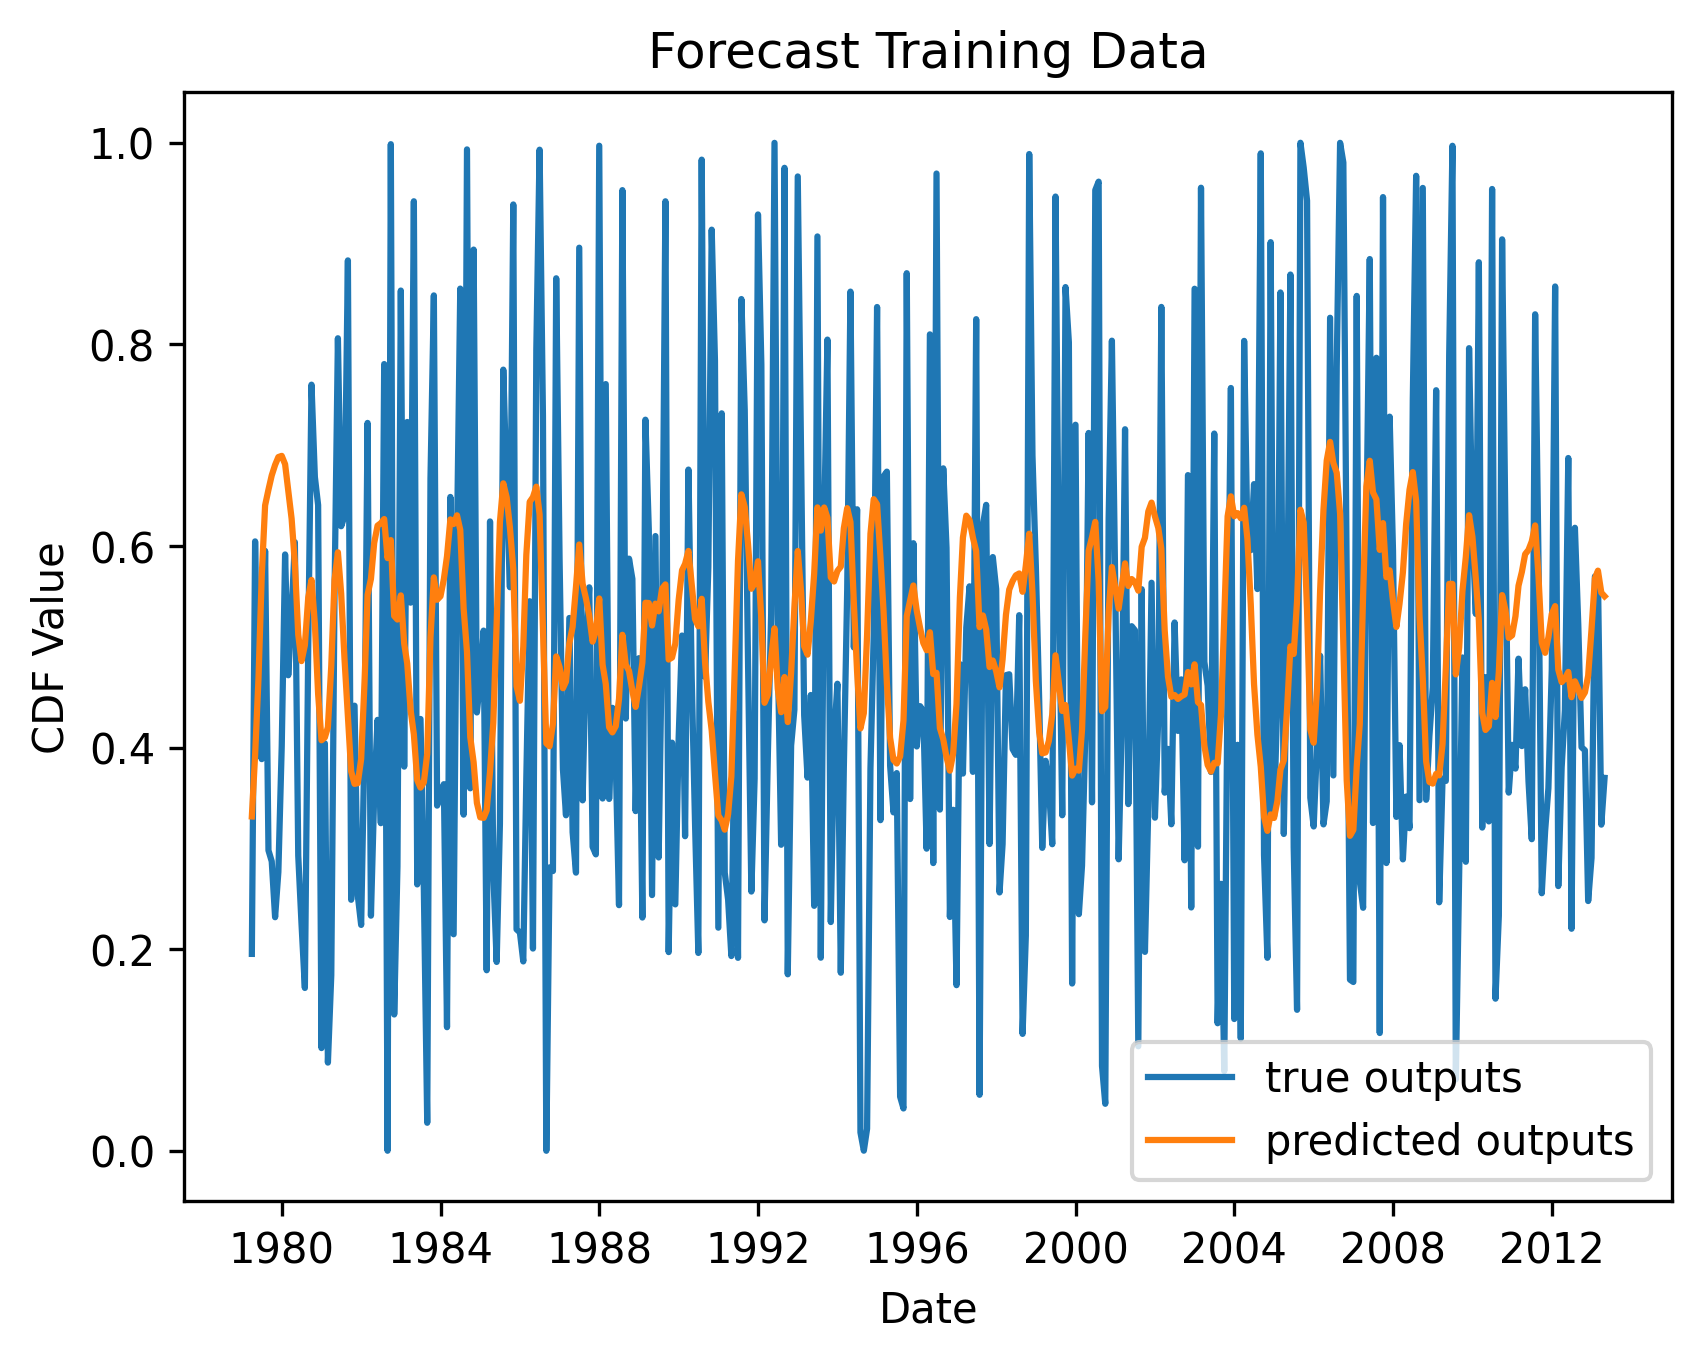 Forecast Training Data
1.0
0.8
0.6
0.4
0.2
0.0
CDF Value
true outputs
predicted outputs
1980 1984 1988 1992 1996 2000 2004 2008 2012
Date